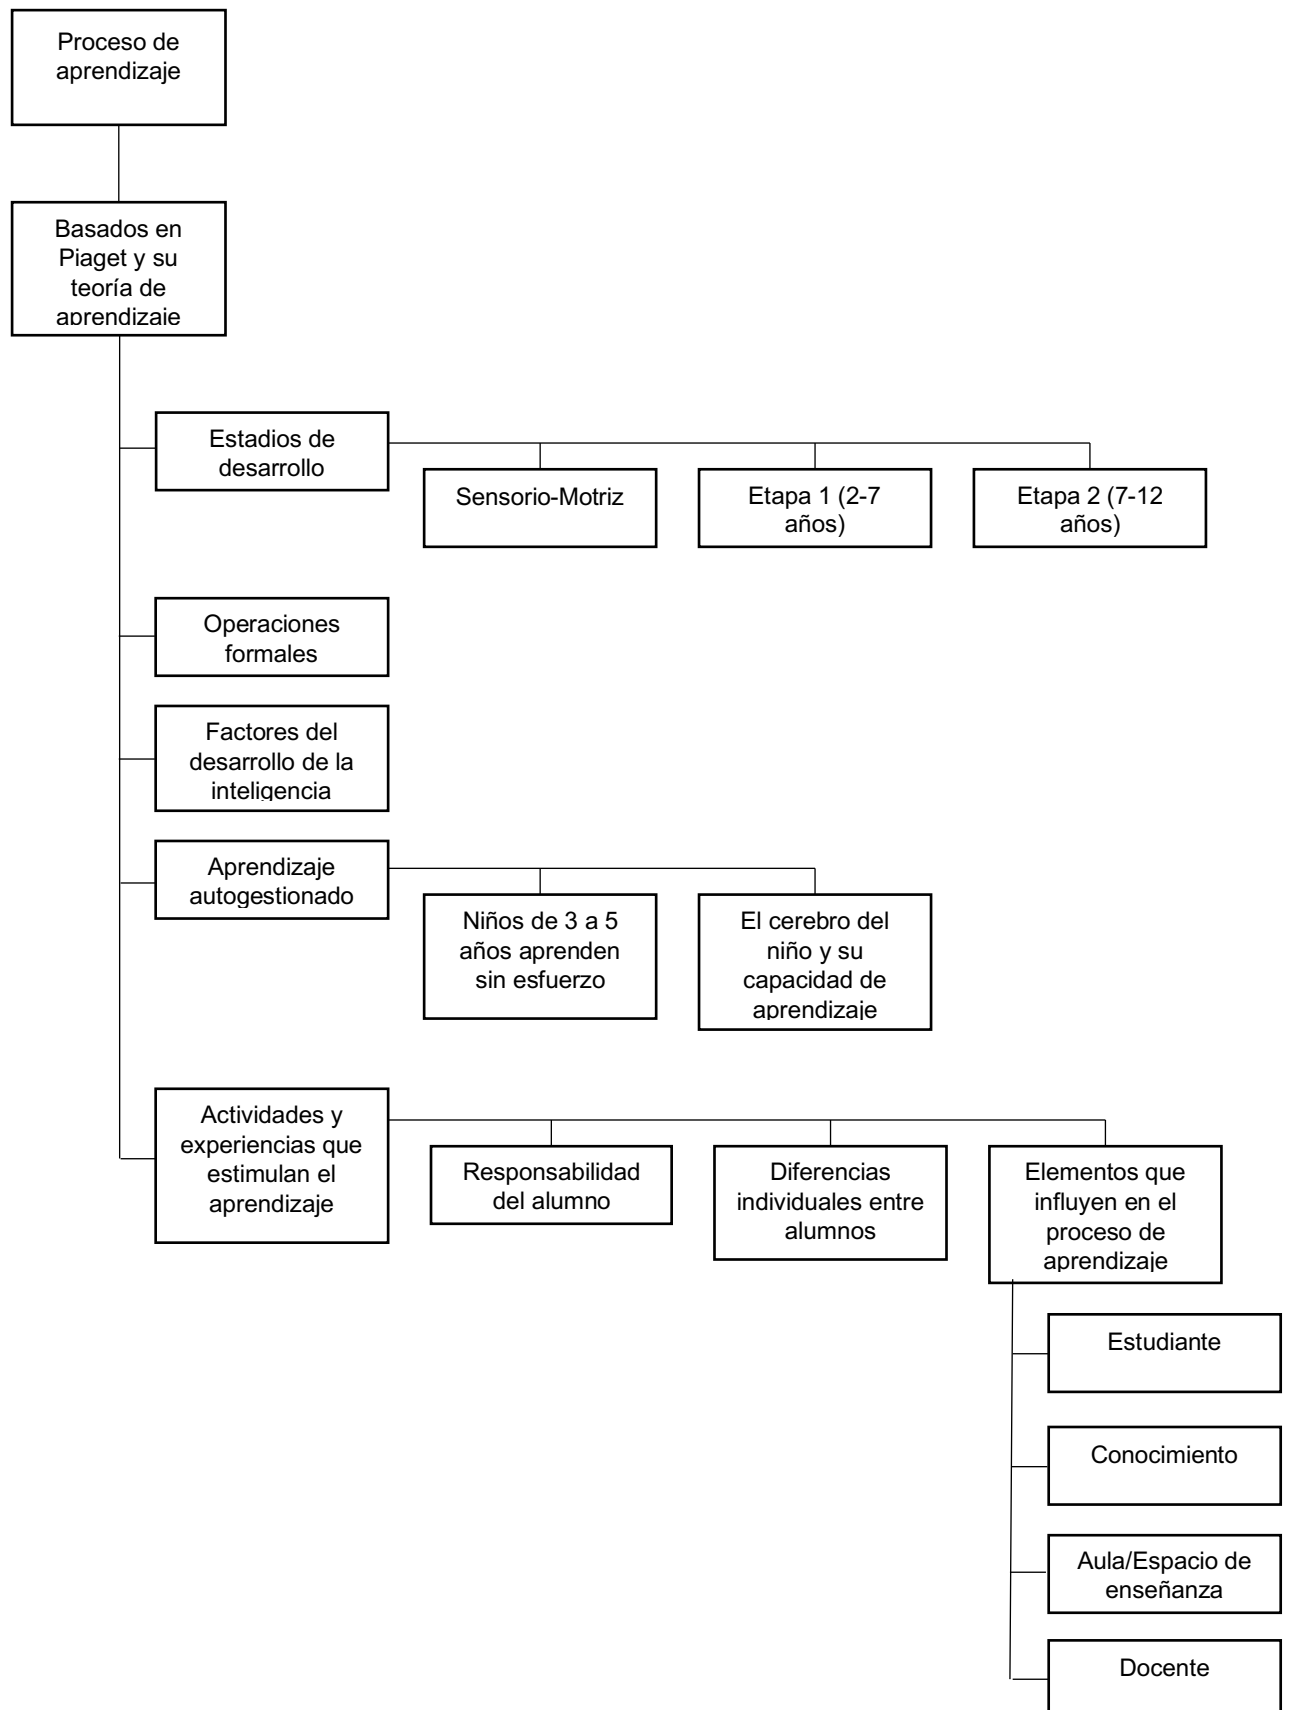 Proceso de
aprendizaje
Basados en
Piaget y su
teoría de
aprendizaje
Estadios de
desarrollo
Sensorio-Motriz
Etapa 1 (2-7
años)
Etapa 2 (7-12
años)
Operaciones
formales
Factores del
desarrollo de la
inteligencia
Aprendizaje
autogestionado
Niños de 3 a 5
años aprenden
sin esfuerzo
El cerebro del
niño y su
capacidad de
aprendizaje
Actividades y
experiencias que
estimulan el
aprendizaje
Responsabilidad
del alumno
Diferencias
individuales entre
alumnos
Elementos que
influyen en el
proceso de
aprendizaje
Estudiante
Conocimiento
Aula/Espacio de
enseñanza
Docente